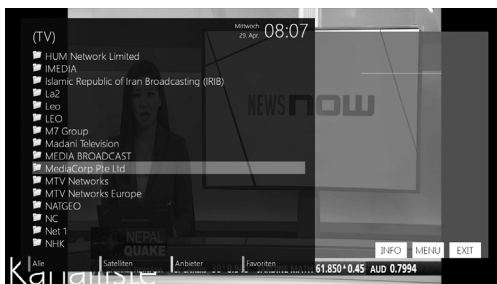 (TV)
Mittwoch
29. Apr. 08:07
HUM Network Limited
IMEDIA
Islamic Republic of Iran Broadcasting (IRIB)
La2
Leo
LEO
M7 Group
Madani Television
MEDIA BROADCAST
MediaCorp Pte Ltd
MTV Networks
MTV Networks Europe
NATGEO
NC
Net 1
NHK
NEWS now
NEPAL
QUAKE
INFO MENU EXIT
Alle Satelliten Anbieter Favoriten
Kanalliste
61.850 0.45 AUD 0.7994